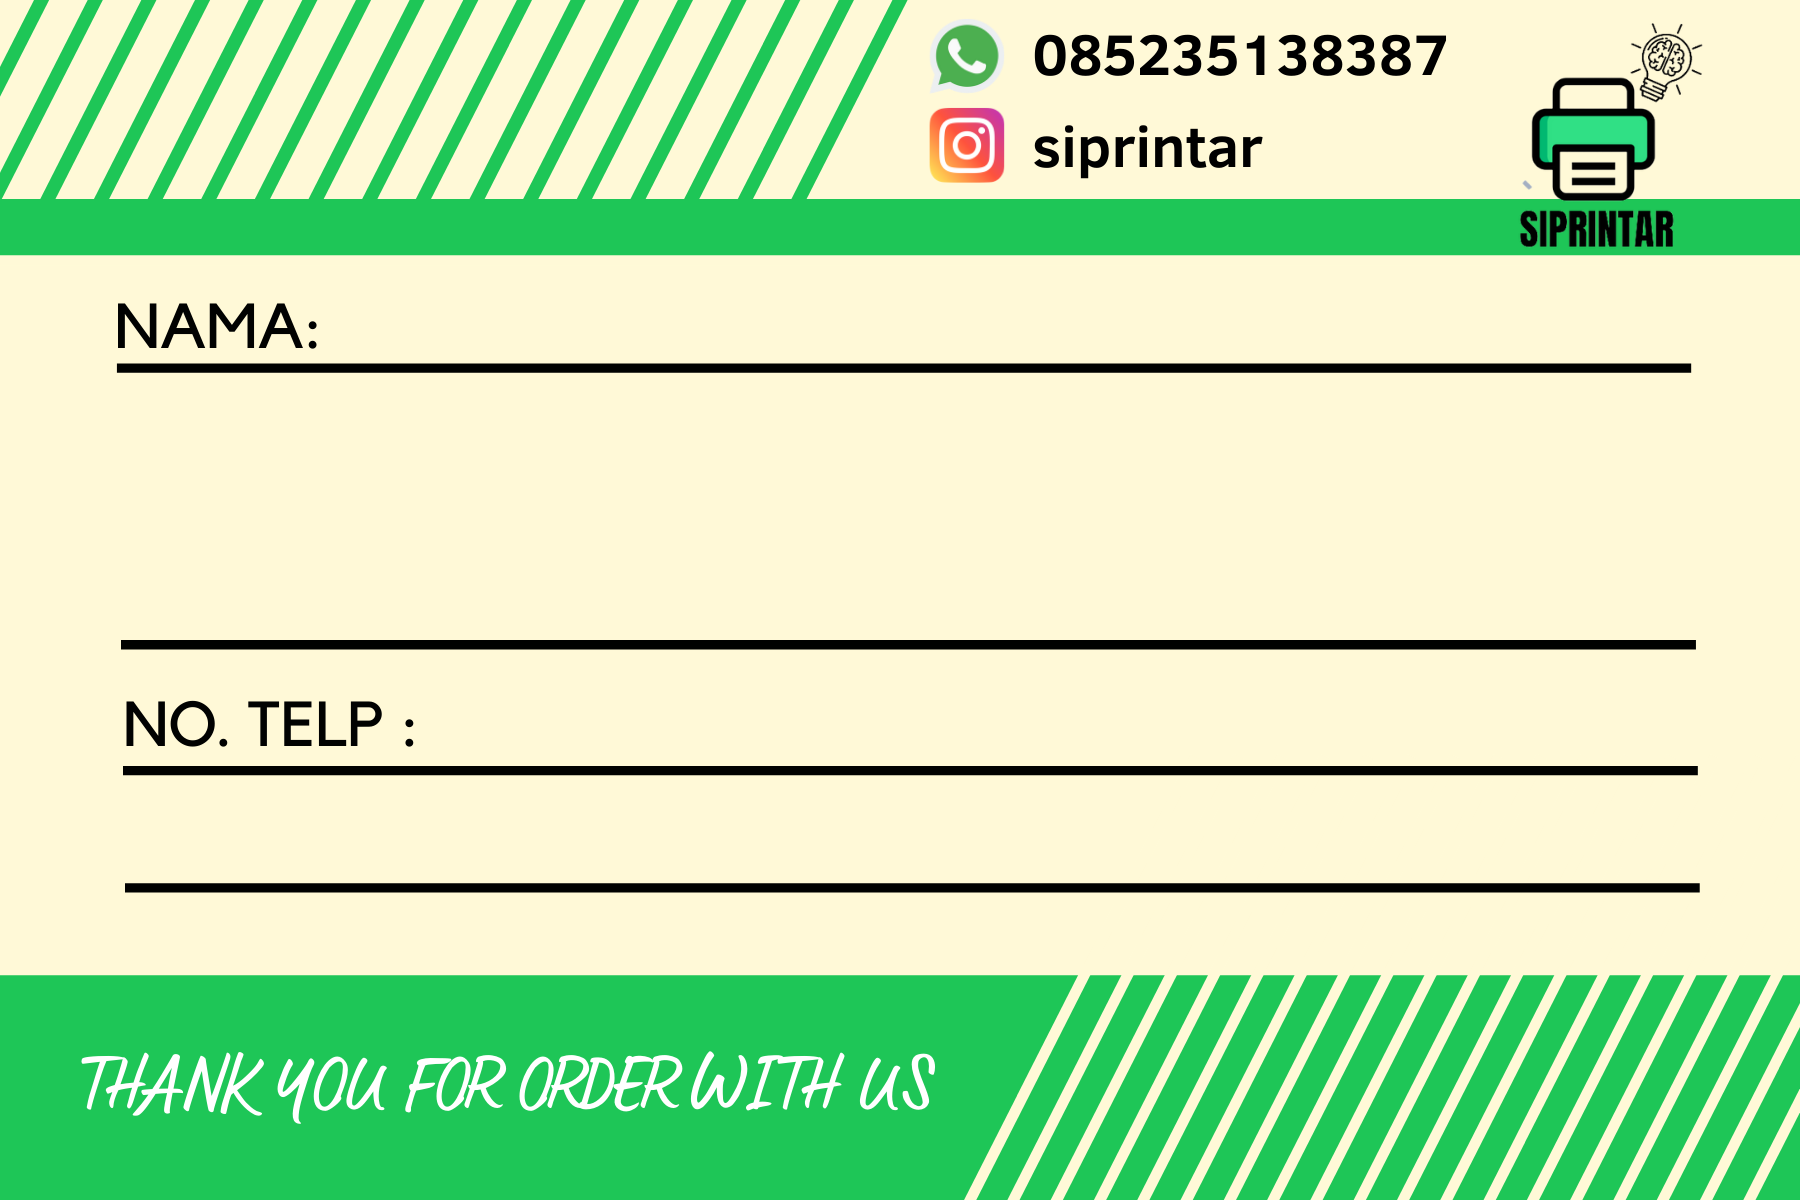 085235138387
siprintar
SIPRINTAR
NAMA:
NO. TELP :
THANK YOU FOR ORDER WITH US